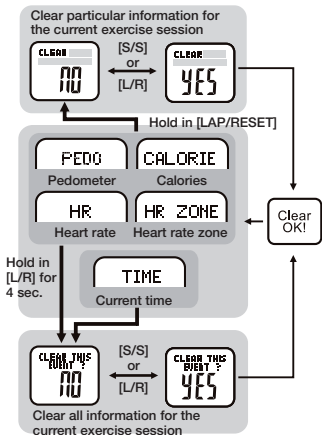 Clear particular information for
the current exercise session
CLEAR
NO
[S/S]
or
[L/R]
CLEAR
YES
Hold in [LAP/RESET]
PEDO
Pedometer
CALORIE
Calories
HR
Heart rate
HR ZONE
Heart rate zone
Clear
OK!
Hold in
[L/R] for
4 sec.
TIME
Current time
CLEAR THIS
EVENT ?
NO
[S/S]
or
[L/R]
CLEAR THIS
EVENT ?
YES
Clear all information for the
current exercise session